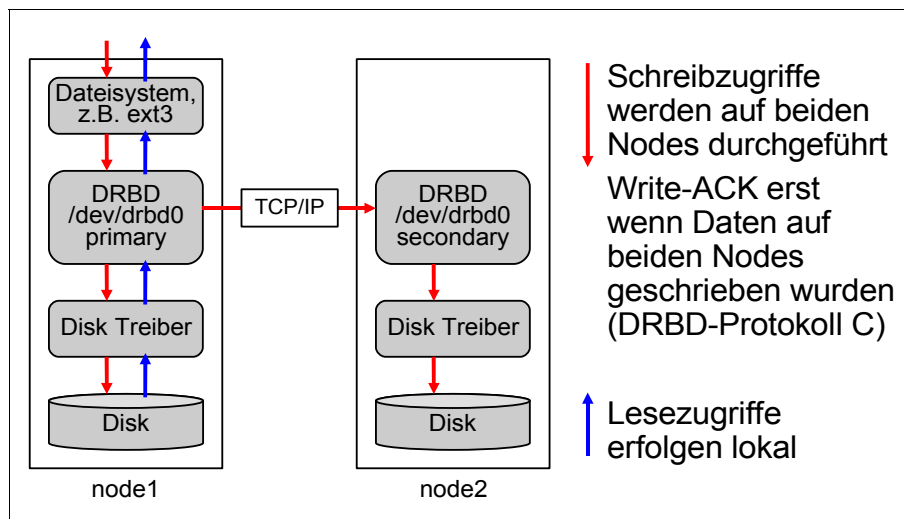 Dateisystem,
z.B. ext3
DRBD
/dev/drbd0
primary
Disk Treiber
Disk
node1
TCP/IP
DRBD
/dev/drbd0
secondary
Disk Treiber
Disk
node2
Schreibzugriffe
werden auf beiden
Nodes durchgeführt
Write-ACK erst
wenn Daten auf
beiden Nodes
geschrieben wurden
(DRBD-Protokoll C)
Lesezugriffe
erfolgen lokal